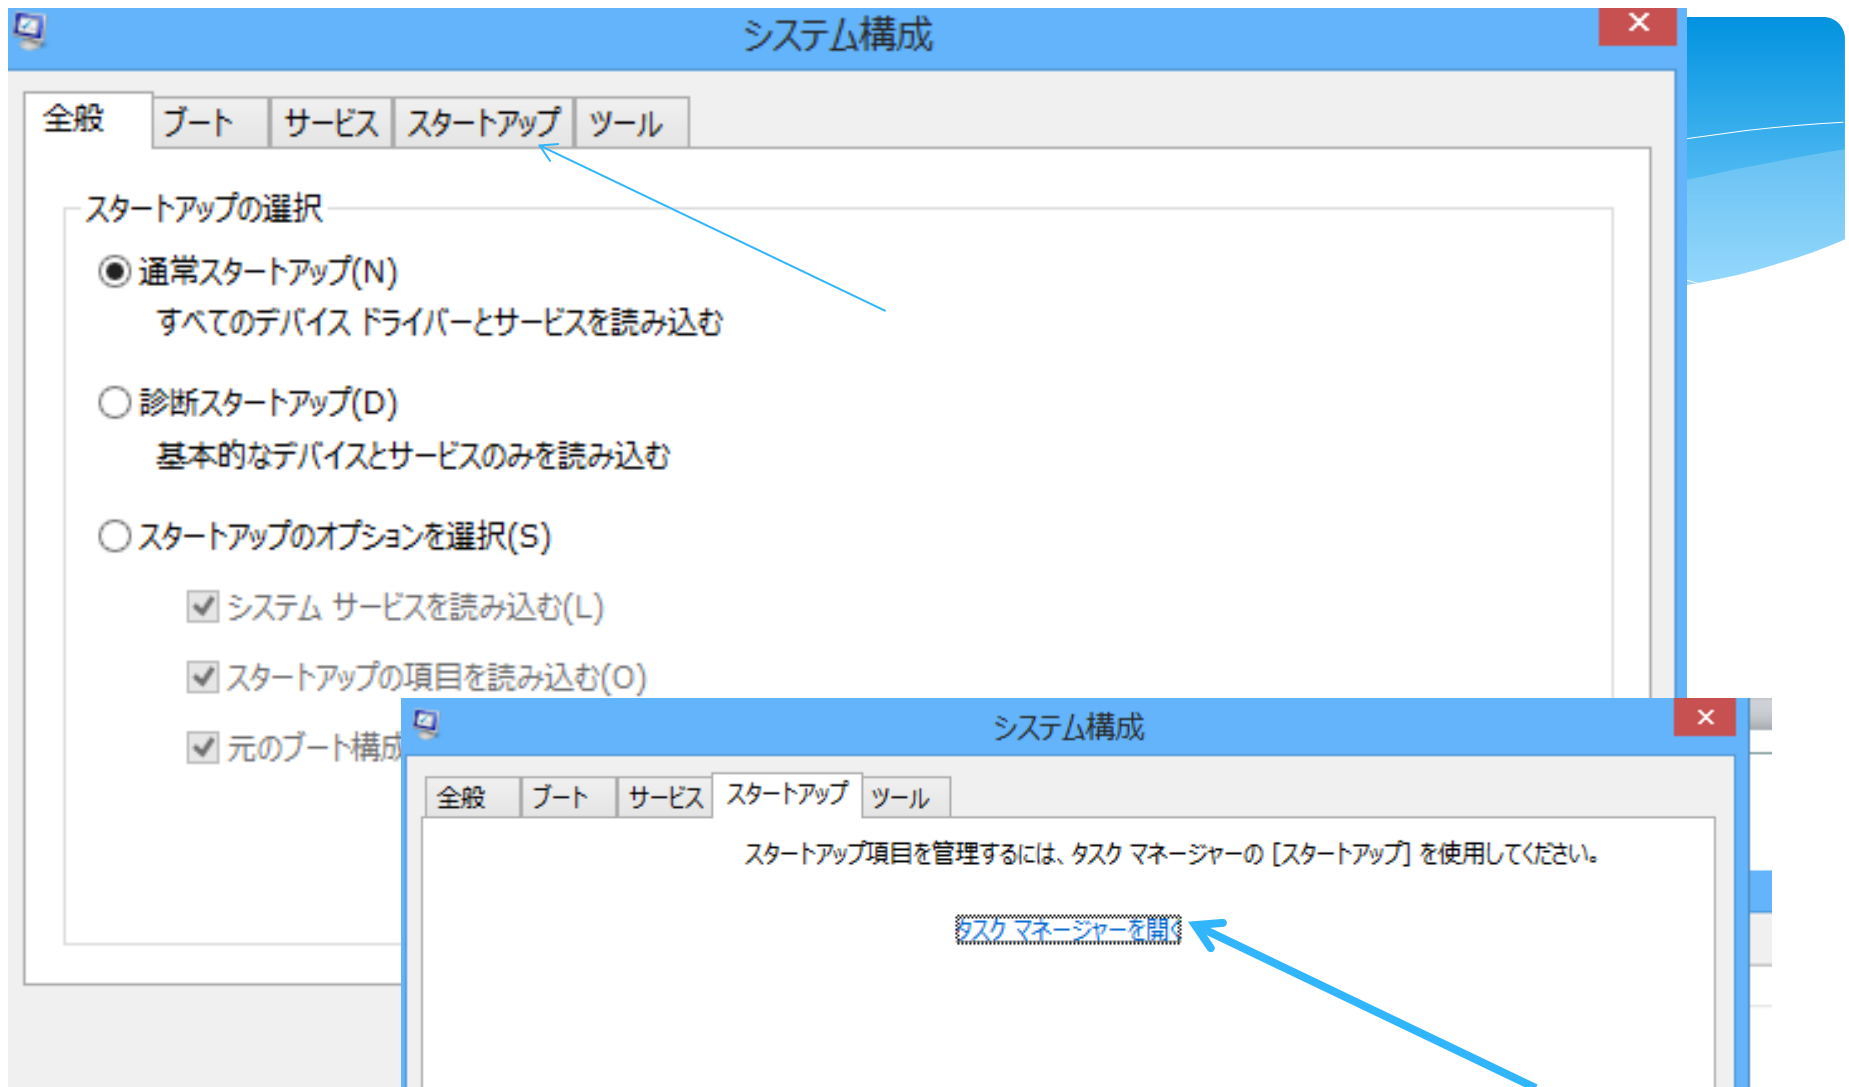 システム構成
全般 ブート サービス スタートアップ ツール
スタートアップの選択
通常スタートアップ(N)
すべてのデバイス ドライバーとサービスを読み込む
診断スタートアップ(D)
基本的なデバイスとサービスのみを読み込む
スタートアップのオプションを選択(S)
システム サービスを読み込む(L)
スタートアップの項目を読み込む(O)
元のブート構成
システム構成
全般 ブート サービス スタートアップ ツール
スタートアップ項目を管理するには、タスク マネージャーの [スタートアップ] を使用してください。
タスク マネージャーを開く